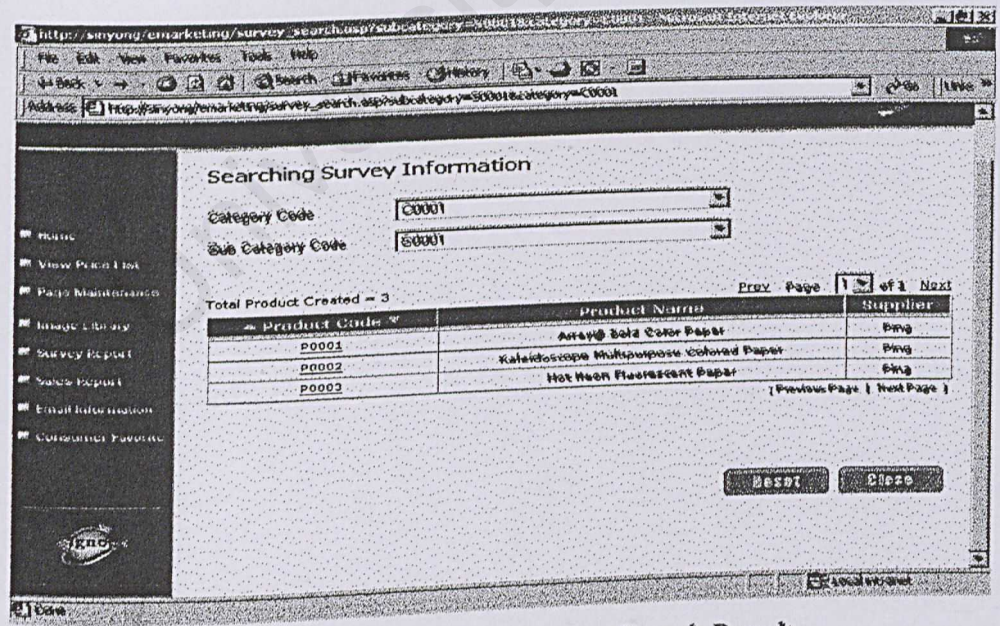 http://sinyong/emarketing/survey_search.asp?subcategory=S0001&category=C0001 - Microsoft Internet Explorer
File Edit View Favorites Tools Help
Back Search Favorites History
Address http://sinyong/emarketing/survey_search.asp?subcategory=S0001&category=C0001 Go Links »
Searching Survey Information
Category Code C0001
Sub Category Code S0001
Home
View Price List
Page Maintenance
Image Library
Survey Report
Sales Report
Email Information
Consumer Favorite
Prev Page 1 of 1 Next
Total Product Created = 3
Product Code Product Name Supplier
P0001 Array® Bold Color Paper Ping
P0002 Kaleidoscope Multipurpose Colored Paper Ping
P0003 Hot Neon Fluorescent Paper Ping
[ Previous Page | Next Page ]
Reset Close
Done Local intranet